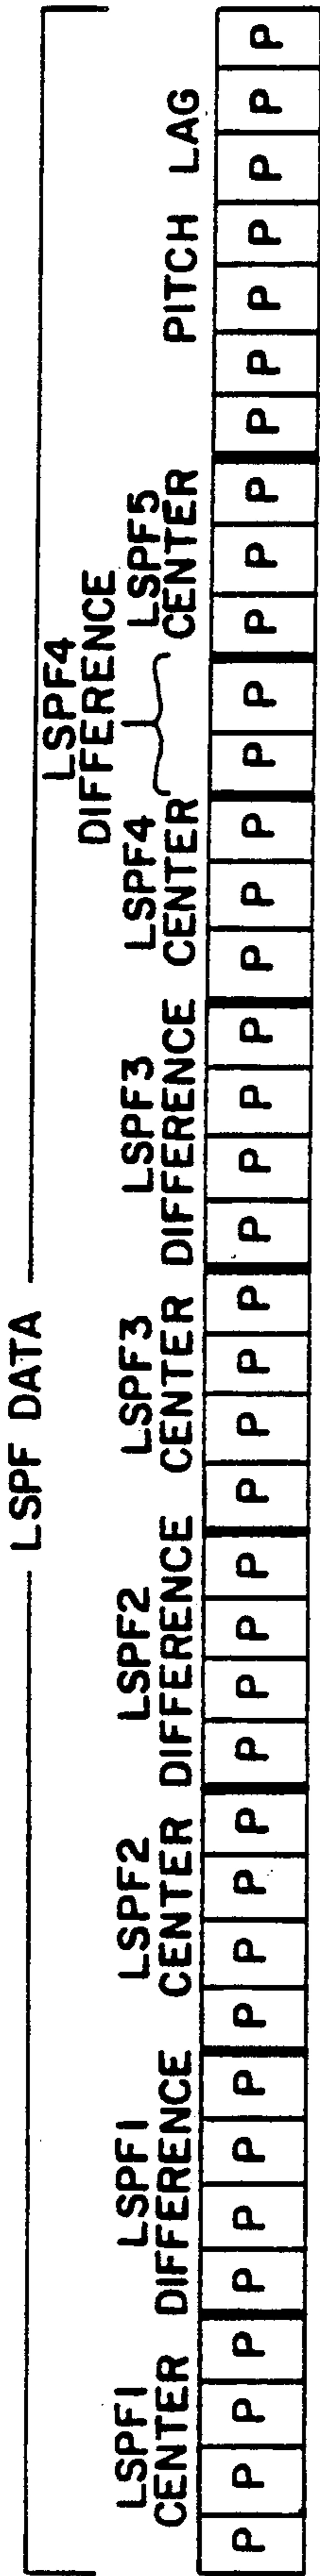 LSPF DATA
LSPF4
DIFFERENCE
LSPF1 LSPF1 LSPF2 LSPF2 LSPF3 LSPF3 LSPF4 LSPF5
CENTER DIFFERENCE CENTER DIFFERENCE CENTER DIFFERENCE CENTER CENTER PITCH LAG
P P P P P P P P P P P P P P P P P P P P P P P P P P P P P P P P P P P P P P P